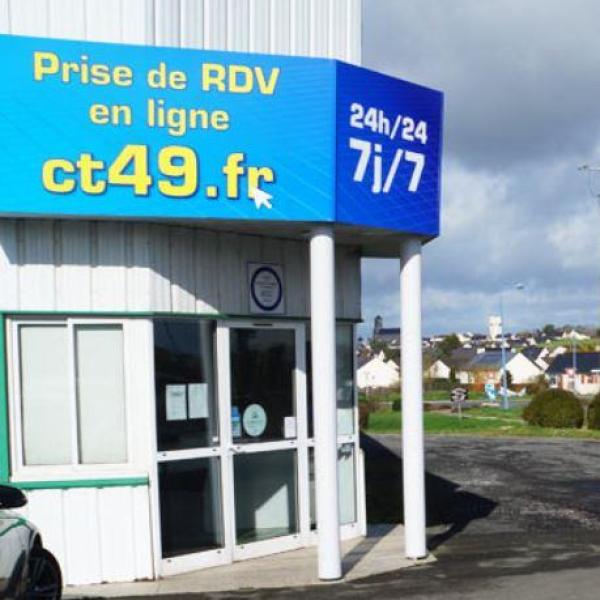 Prise de RDV
en ligne
ct49.fr
24h/24
7j/7